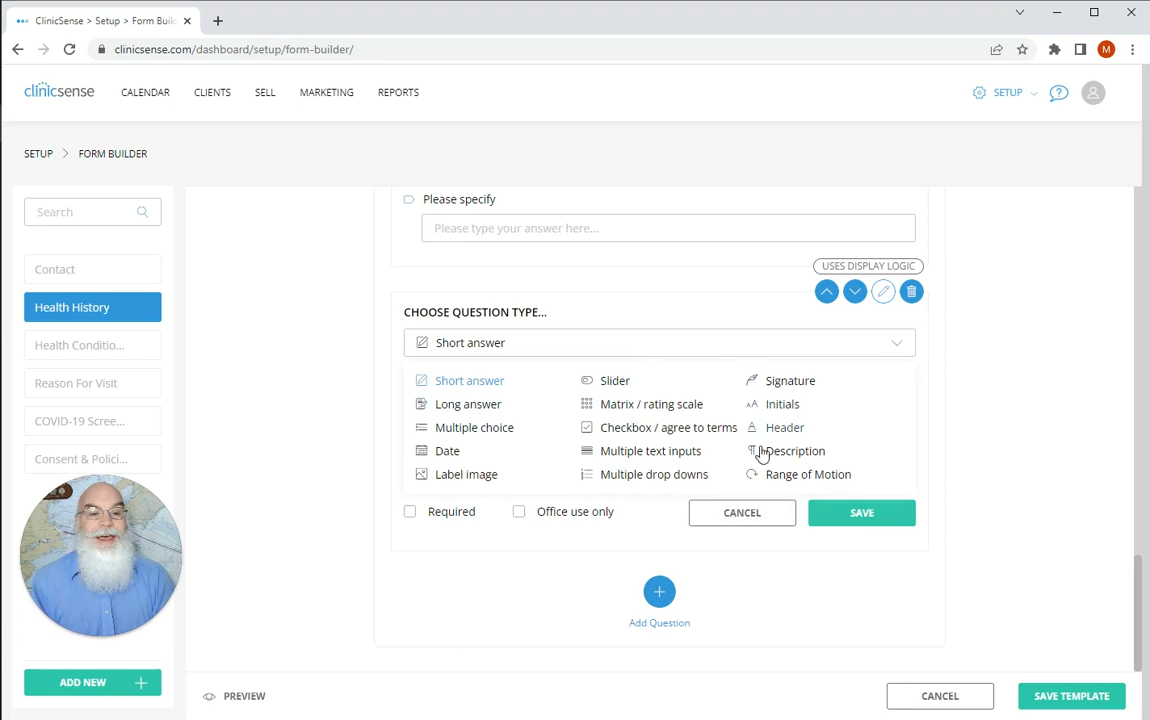 ClinicSense > Setup > Form Buil
clinicsense.com/dashboard/setup/form-builder/
M
clinicsense
CALENDAR
CLIENTS
SELL
MARKETING
REPORTS
SETUP
?
SETUP > FORM BUILDER
Search
Contact
Health History
Health Conditio...
Reason For Visit
COVID-19 Scree...
Consent & Polici...
ADD NEW +
Please specify
Please type your answer here...
USES DISPLAY LOGIC
CHOOSE QUESTION TYPE...
Short answer
Short answer
Slider
Signature
Long answer
Matrix / rating scale
AA Initials
Multiple choice
Checkbox / agree to terms
A Header
Date
Multiple text inputs
¶ Description
Label image
Multiple drop downs
Range of Motion
Required
Office use only
CANCEL
SAVE
+
Add Question
PREVIEW
CANCEL
SAVE TEMPLATE